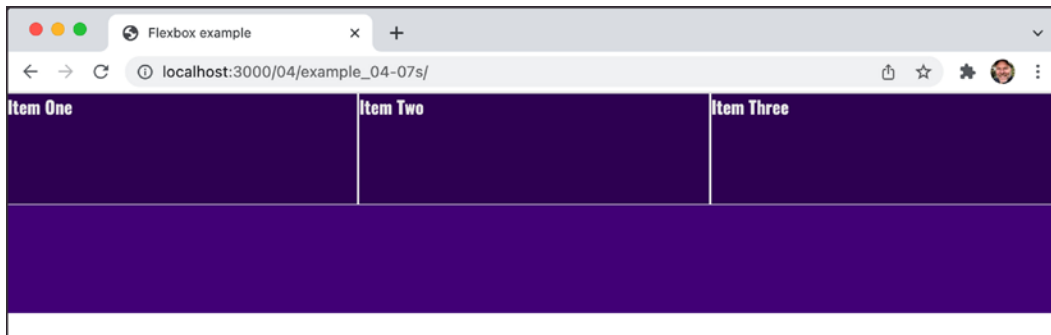 Flexbox example
localhost:3000/04/example_04-07s/
Item One Item Two Item Three